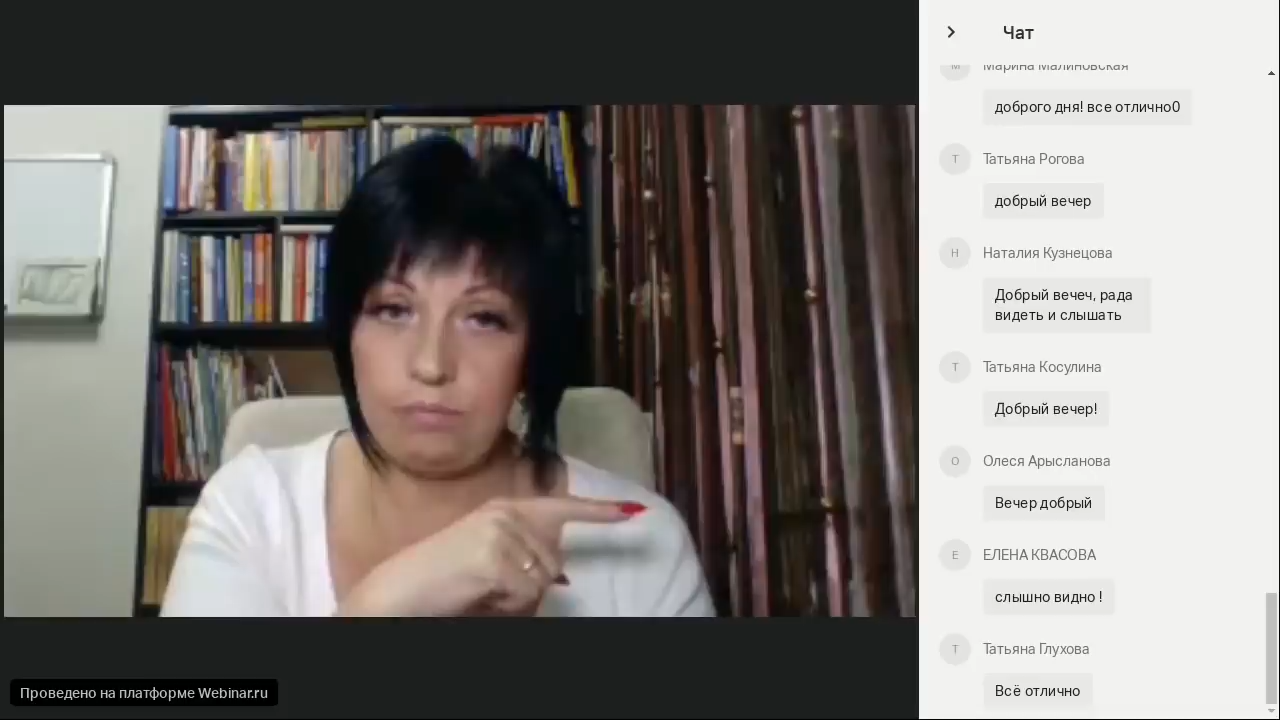 Чат
Марина Малиновская
доброго дня! все отлично0
Т
Татьяна Рогова
добрый вечер
Н
Наталия Кузнецова
Добрый вечеч, рада
видеть и слышать
Т
Татьяна Косулина
Добрый вечер!
О
Олеся Арысланова
Вечер добрый
Е
ЕЛЕНА КВАСОВА
слышно видно !
Т
Татьяна Глухова
Всё отлично
Проведено на платформе Webinar.ru